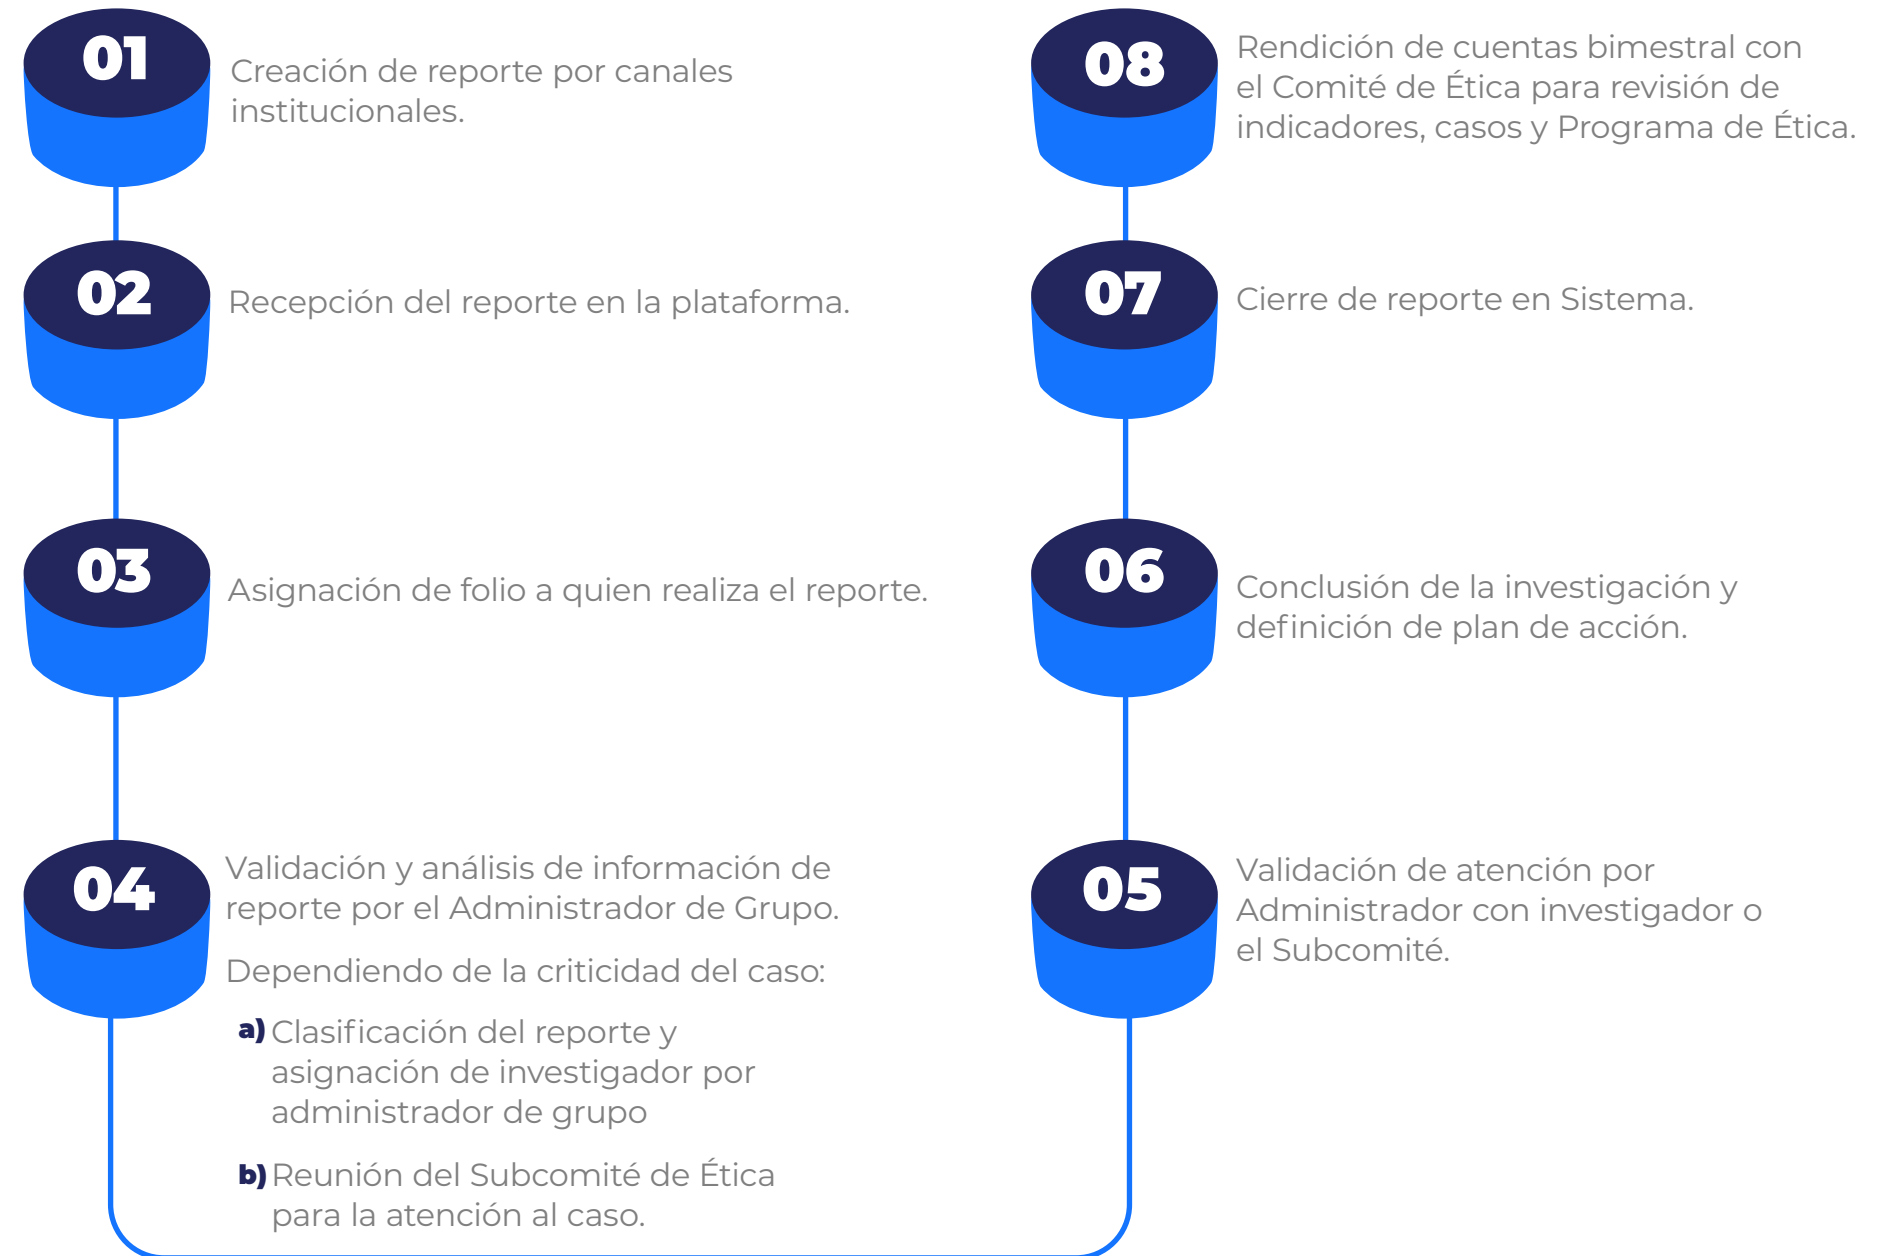 01
Creación de reporte por canales
institucionales.
02
Recepción del reporte en la plataforma.
03
Asignación de folio a quien realiza el reporte.
04
Validación y análisis de información de
reporte por el Administrador de Grupo.
Dependiendo de la criticidad del caso:
a) Clasificación del reporte y
asignación de investigador por
administrador de grupo
b) Reunión del Subcomité de Ética
para la atención al caso.
05
Validación de atención por
Administrador con investigador o
el Subcomité.
06
Conclusión de la investigación y
definición de plan de acción.
07
Cierre de reporte en Sistema.
08
Rendición de cuentas bimestral con
el Comité de Ética para revisión de
indicadores, casos y Programa de Ética.